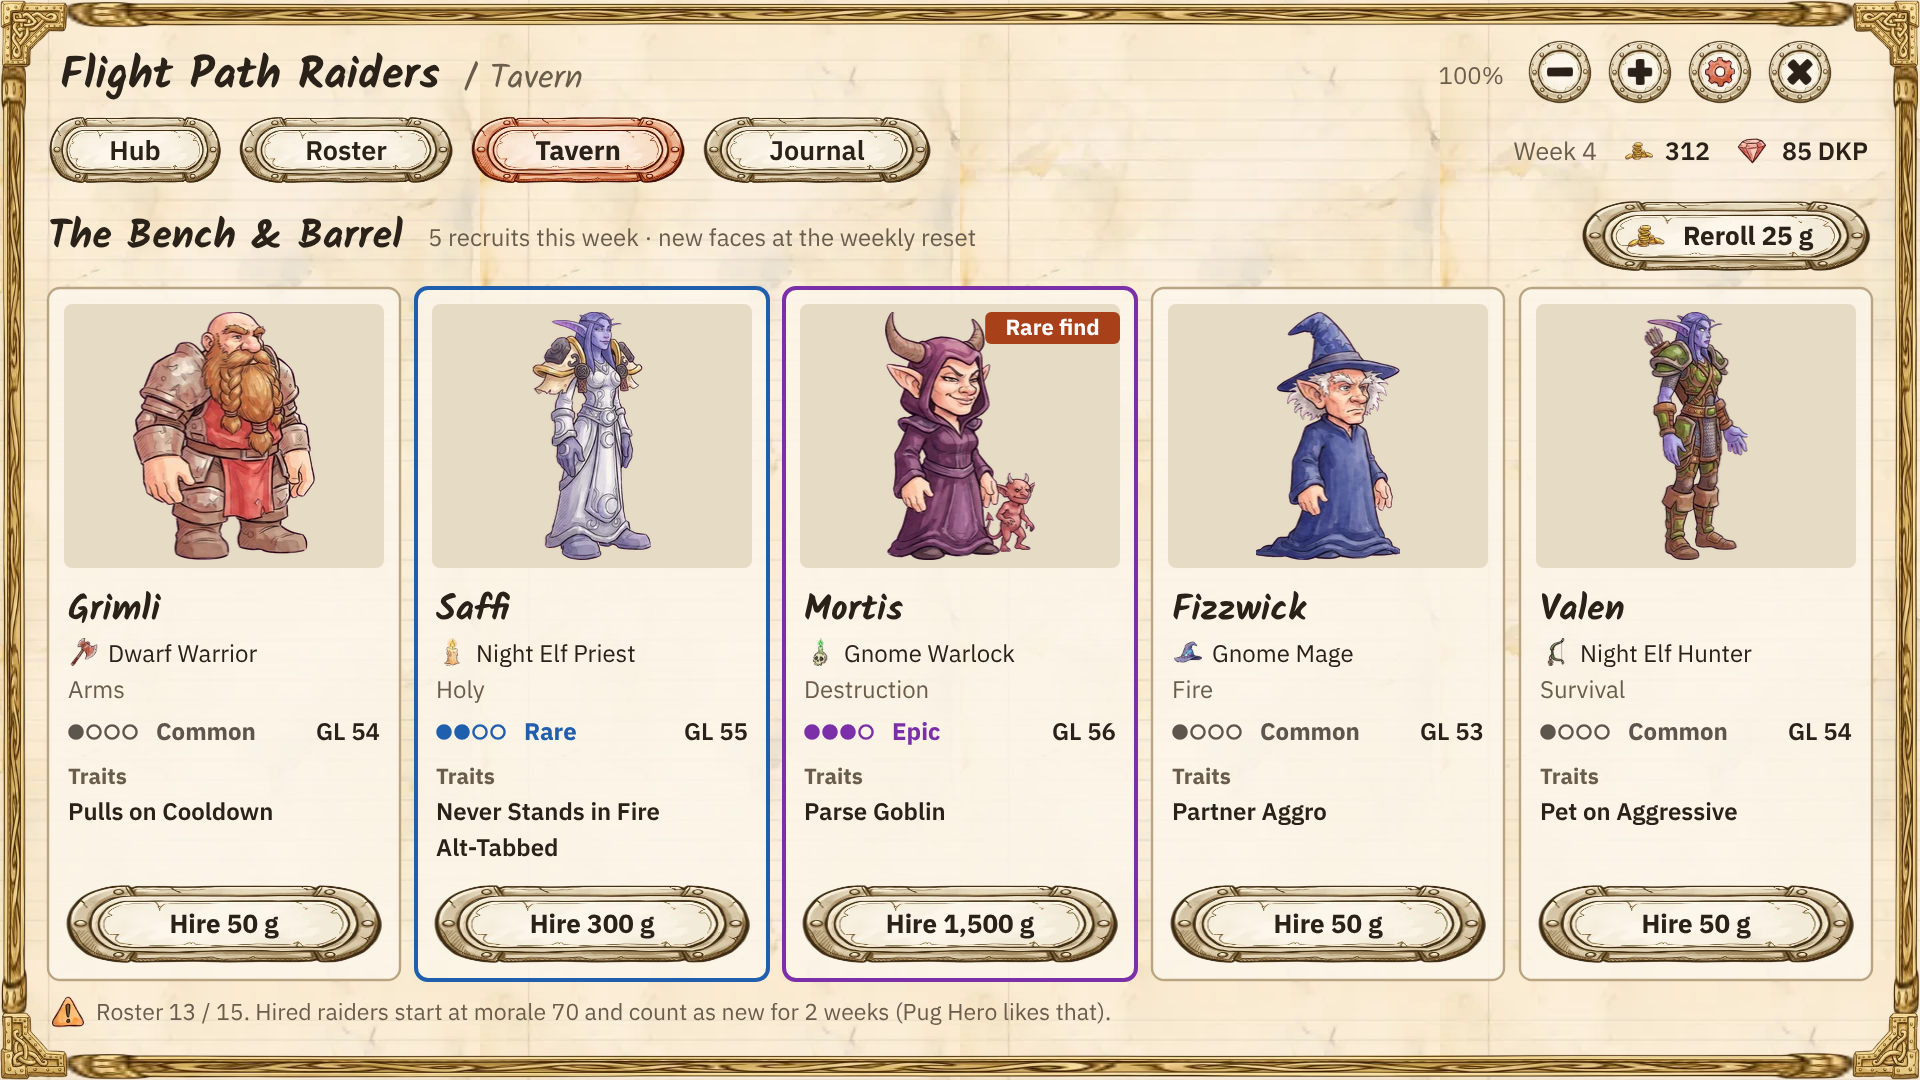 Flight Path Raiders / Tavern
100%
Hub
Roster
Tavern
Journal
Week 4
312
85 DKP
The Bench & Barrel
5 recruits this week · new faces at the weekly reset
Reroll 25 g
Grimli
Dwarf Warrior
Arms
Common
GL 54
Traits
Pulls on Cooldown
Hire 50 g
Saffi
Night Elf Priest
Holy
Rare
GL 55
Traits
Never Stands in Fire
Alt-Tabbed
Hire 300 g
Rare find
Mortis
Gnome Warlock
Destruction
Epic
GL 56
Traits
Parse Goblin
Hire 1,500 g
Fizzwick
Gnome Mage
Fire
Common
GL 53
Traits
Partner Aggro
Hire 50 g
Valen
Night Elf Hunter
Survival
Common
GL 54
Traits
Pet on Aggressive
Hire 50 g
Roster 13 / 15. Hired raiders start at morale 70 and count as new for 2 weeks (Pug Hero likes that).